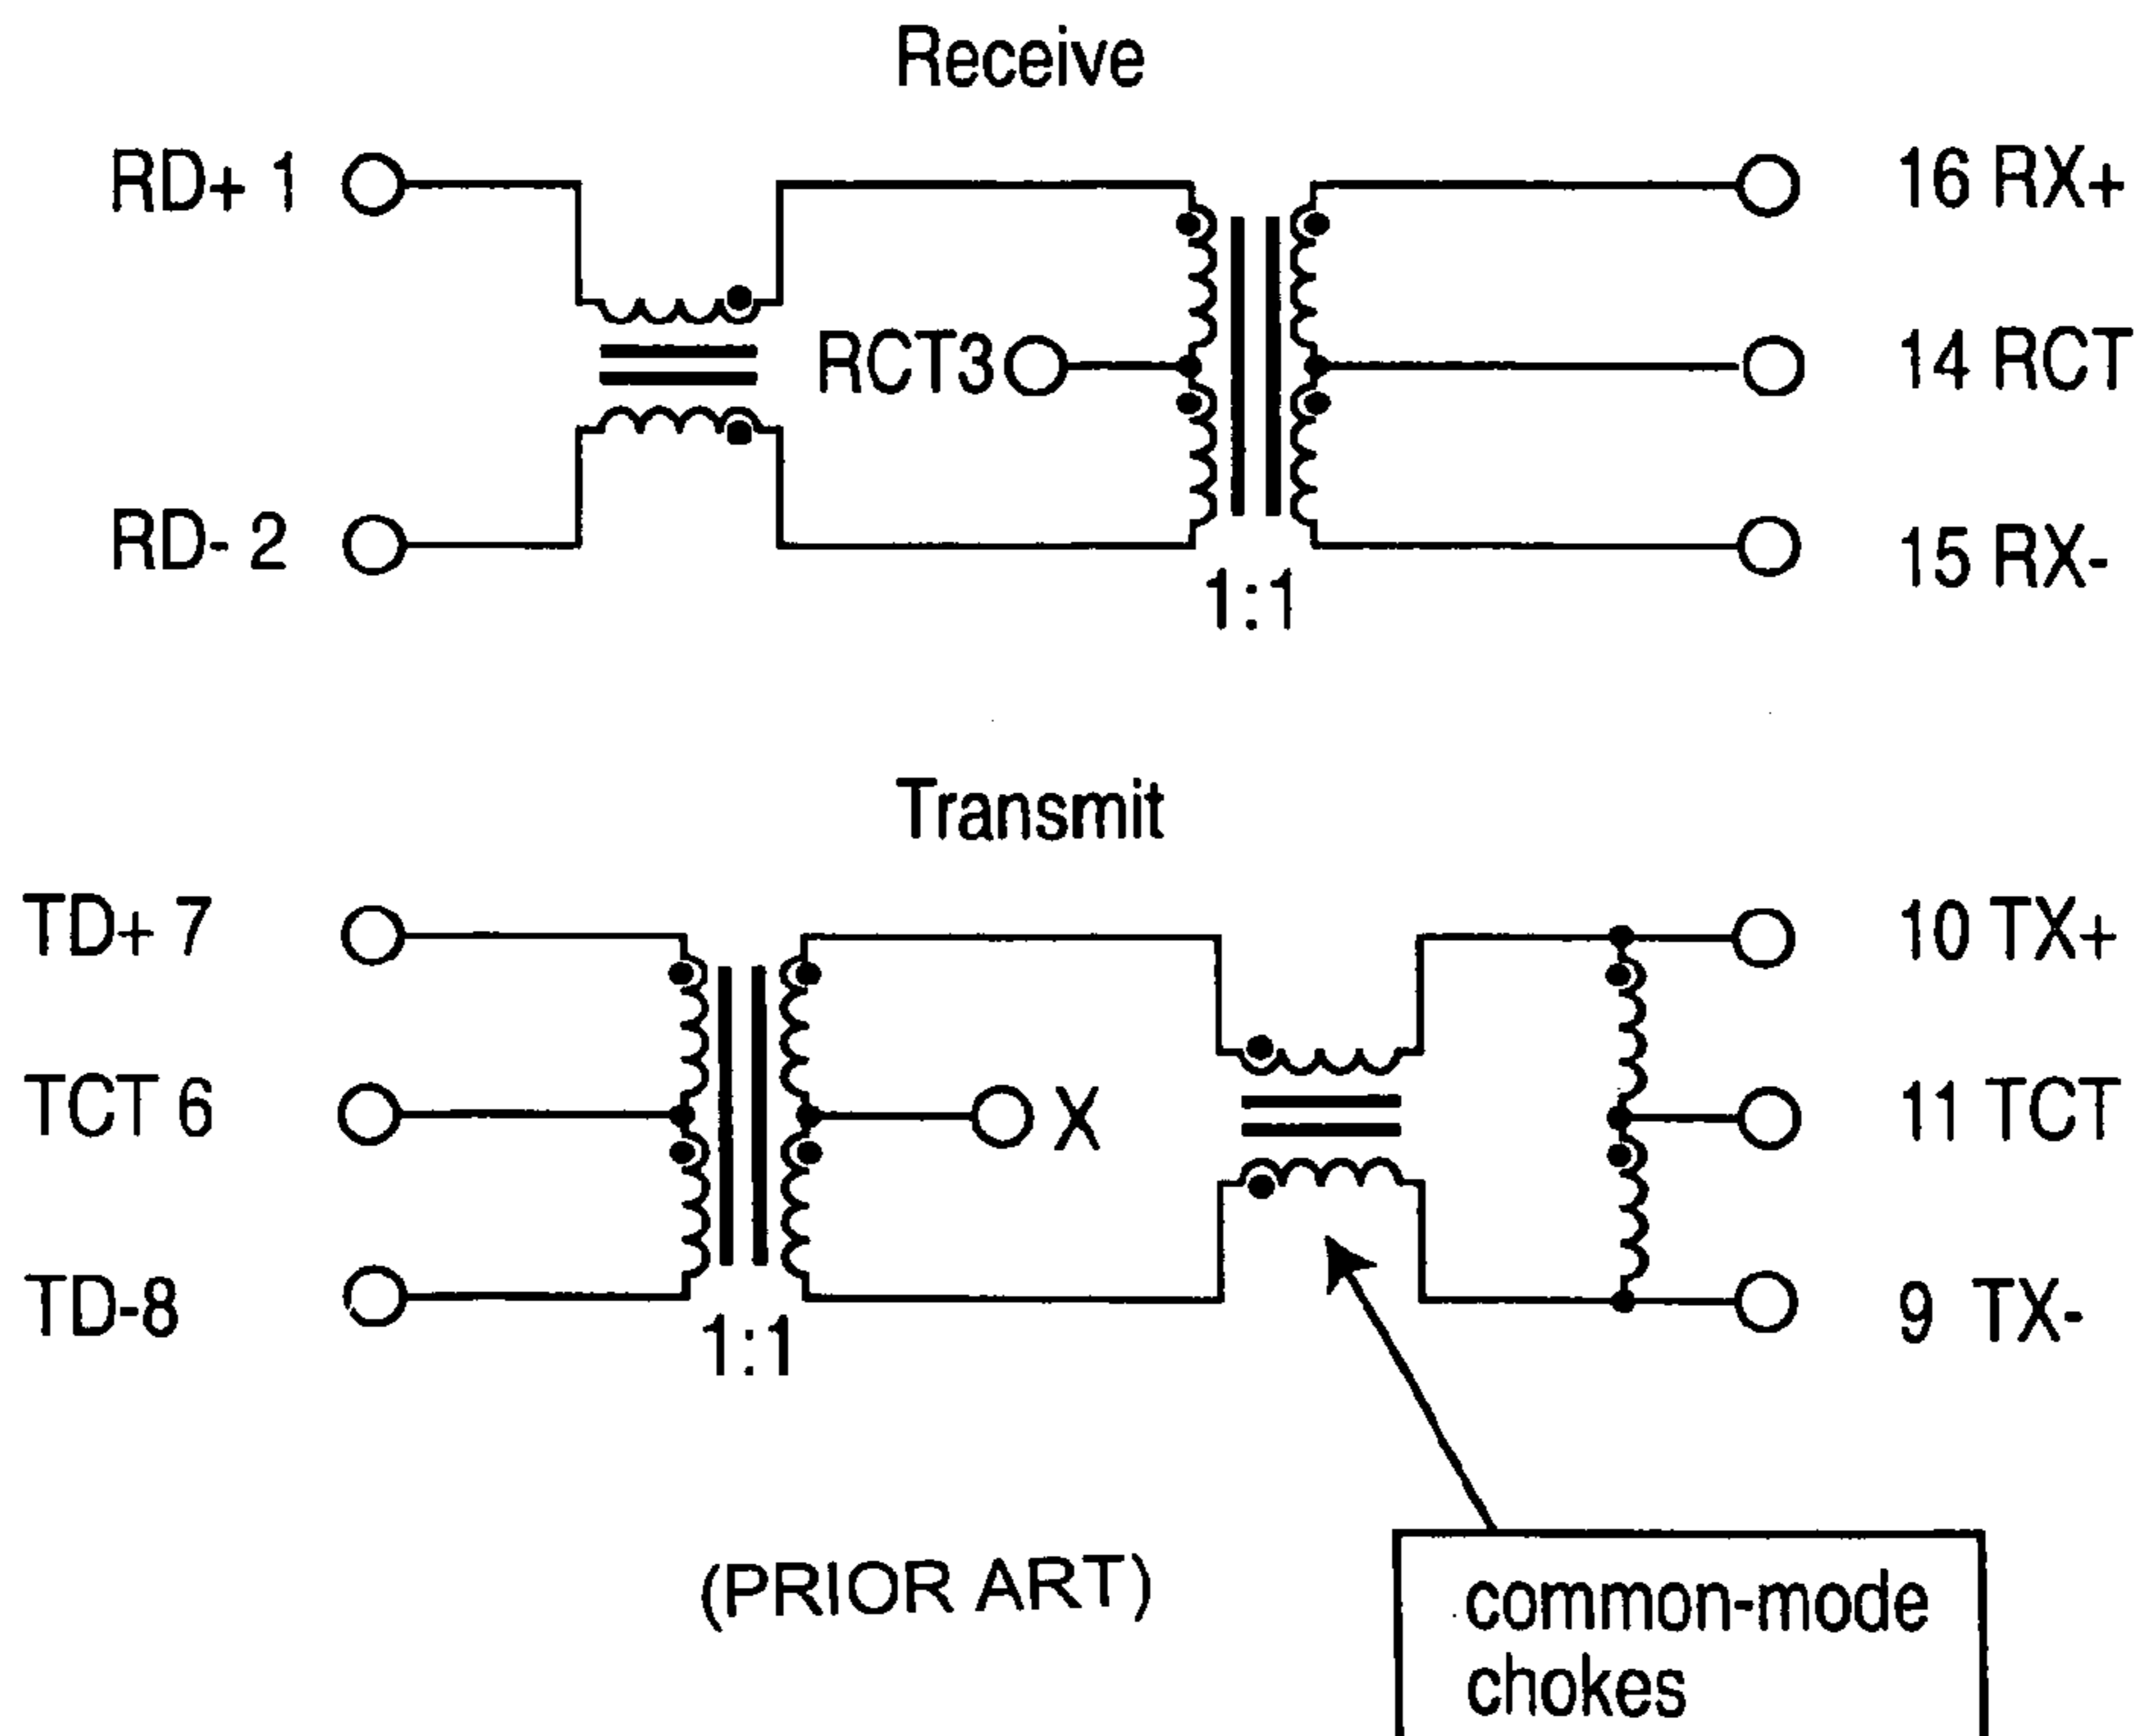 Receive
RD+ 1
16 RX+
RCT3
14 RCT
RD- 2
15 RX-
1:1
Transmit
TD+ 7
10 TX+
TCT 6
X
11 TCT
TD-8
9 TX-
1:1
(PRIOR ART)
common-mode
chokes